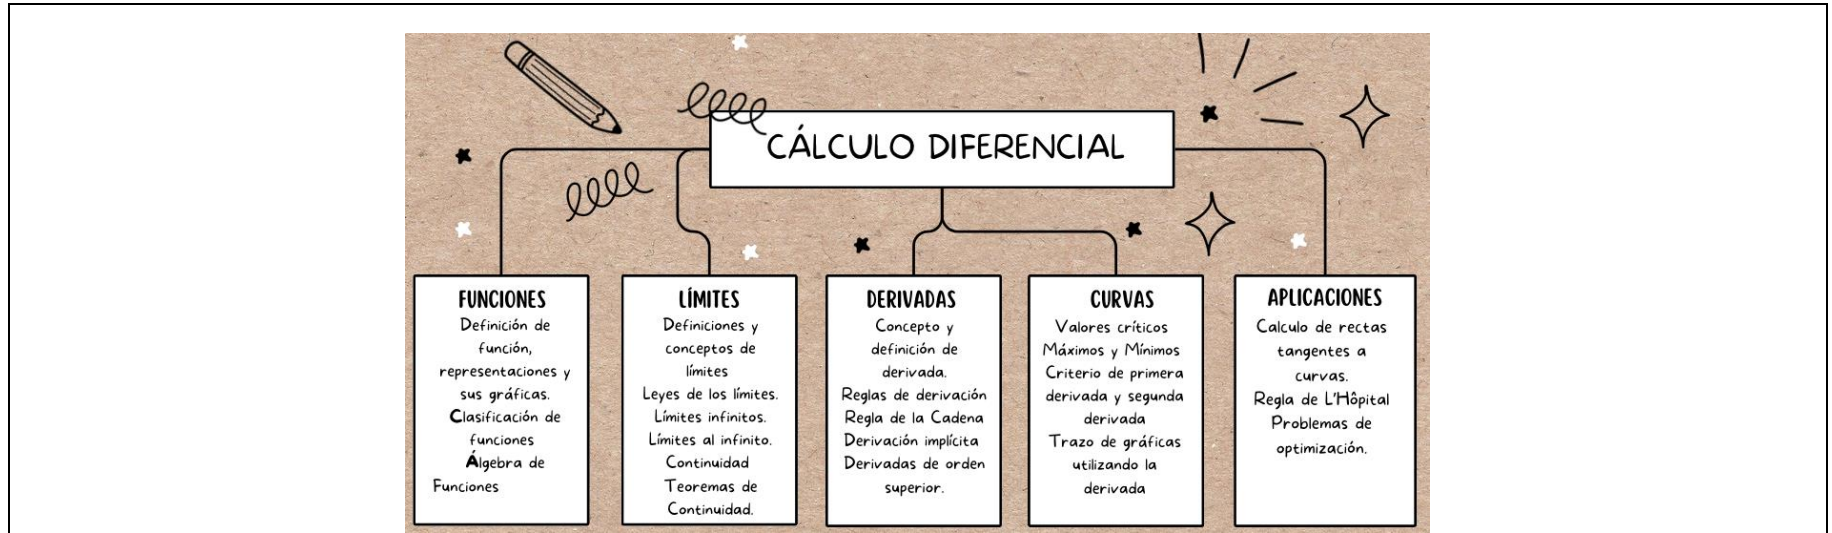 CÁLCULO DIFERENCIAL
FUNCIONES
Definición de
función,
representaciones y
sus gráficas.
Clasificación de
funciones
Álgebra de
Funciones
LÍMITES
Definiciones y
conceptos de
límites
Leyes de los límites.
Límites infinitos.
Límites al infinito.
Continuidad
Teoremas de
Continuidad.
DERIVADAS
Concepto y
definición de
derivada.
Reglas de derivación
Regla de la Cadena
Derivación implícita
Derivadas de orden
superior.
CURVAS
Valores críticos
Máximos y Mínimos
Criterio de primera
derivada y segunda
derivada
Trazo de gráficas
utilizando la
derivada
APLICACIONES
Calculo de rectas
tangentes a
curvas.
Regla de L'Hôpital
Problemas de
optimización.